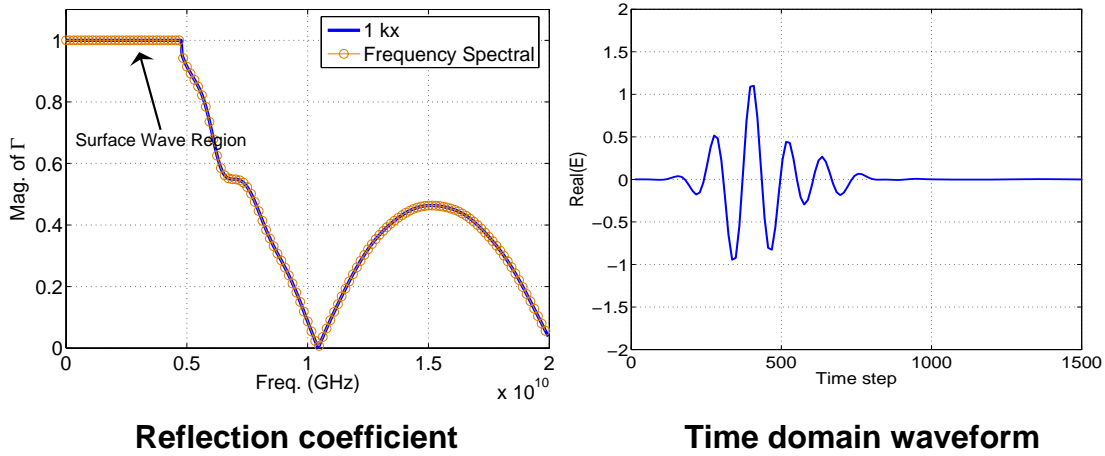 1 kx
Frequency Spectral
Surface Wave Region
Mag. of Γ
1
0.8
0.6
0.4
0.2
0
0 0.5 1 1.5 2
Freq. (GHz)
x 10^10
Reflection coefficient
Real(E)
2
1.5
1
0.5
0
−0.5
−1
−1.5
−2
0 500 1000 1500
Time step
Time domain waveform